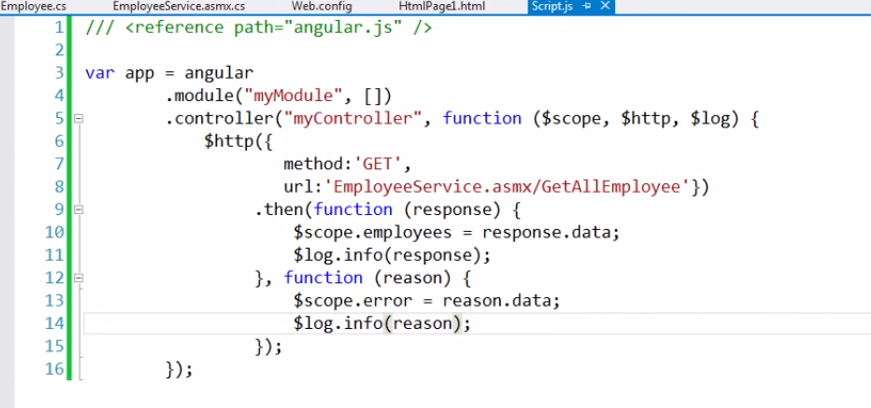 Employee.cs EmployeeService.asmx.cs Web.config HtmlPage1.html Script.js
1 /// <reference path="angular.js" />
2
3 var app = angular
4 .module("myModule", [])
5 .controller("myController", function ($scope, $http, $log) {
6 $http({
7 method:'GET',
8 url:'EmployeeService.asmx/GetAllEmployee'})
9 .then(function (response) {
10 $scope.employees = response.data;
11 $log.info(response);
12 }, function (reason) {
13 $scope.error = reason.data;
14 $log.info(reason);
15 });
16 });